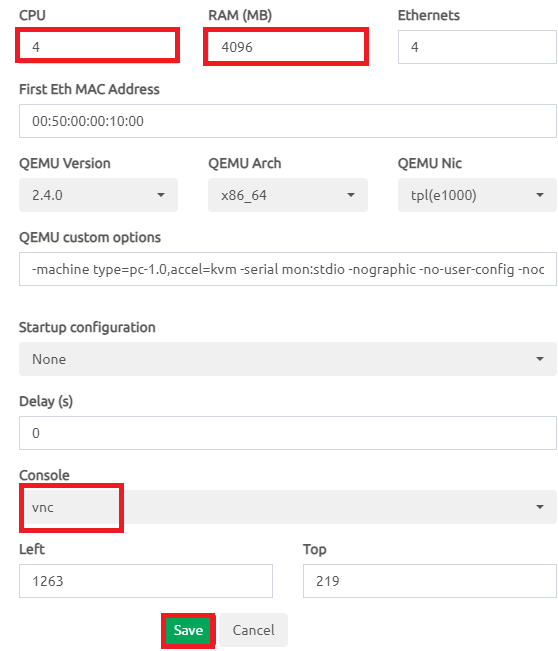 CPU RAM (MB) Ethernets
4 4096 4
First Eth MAC Address
00:50:00:00:10:00
QEMU Version QEMU Arch QEMU Nic
2.4.0 x86_64 tpl(e1000)
QEMU custom options
-machine type=pc-1.0,accel=kvm -serial mon:stdio -nographic -no-user-config -noc
Startup configuration
None
Delay (s)
0
Console
vnc
Left Top
1263 219
Save Cancel